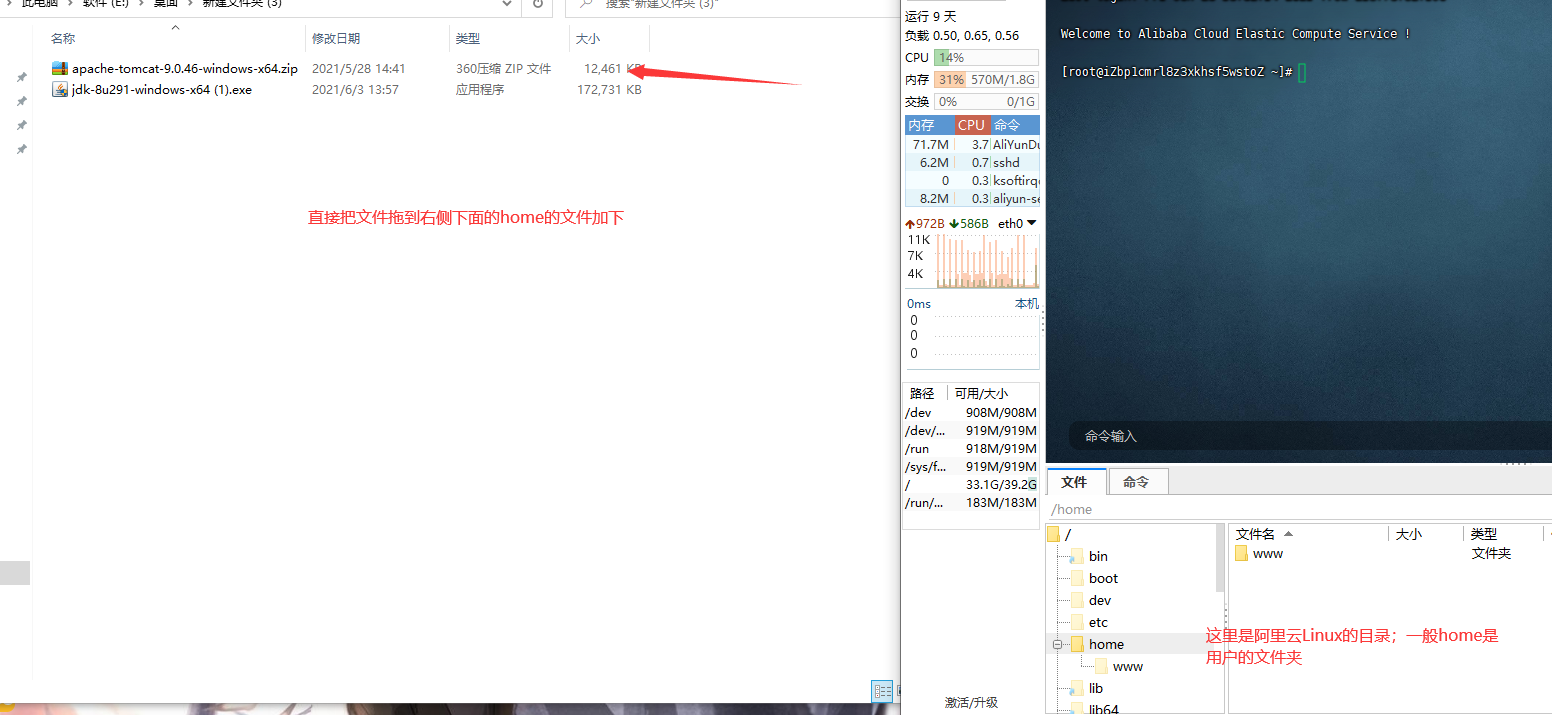 此电脑 › 软件 (E:) › 桌面 › 新建文件夹 (3)
搜索"新建文件夹 (3)"
名称 修改日期 类型 大小
apache-tomcat-9.0.46-windows-x64.zip 2021/5/28 14:41 360压缩 ZIP 文件 12,461 KB
jdk-8u291-windows-x64 (1).exe 2021/6/3 13:57 应用程序 172,731 KB
直接把文件拖到右侧下面的home的文件加下
运行 9 天
负载 0.50, 0.65, 0.56
CPU 14%
内存 31% 570M/1.8G
交换 0% 0/1G
内存 CPU 命令
71.7M 3.7 AliYunDu
6.2M 0.7 sshd
0 0.3 ksoftirq
8.2M 0.3 aliyun-se
972B 586B eth0
11K
7K
4K
0ms 本机
0
0
0
路径 可用/大小
/dev 908M/908M
/dev/... 919M/919M
/run 918M/919M
/sys/f... 919M/919M
/ 33.1G/39.2G
/run/... 183M/183M
激活/升级
Welcome to Alibaba Cloud Elastic Compute Service !
[root@iZbp1cmrl8z3xkhsf5wstoZ ~]#
命令输入
文件 命令
/home
/
bin
boot
dev
etc
home
www
lib
lib64
文件名 大小 类型
www 文件夹
这里是阿里云Linux的目录；一般home是
用户的文件夹